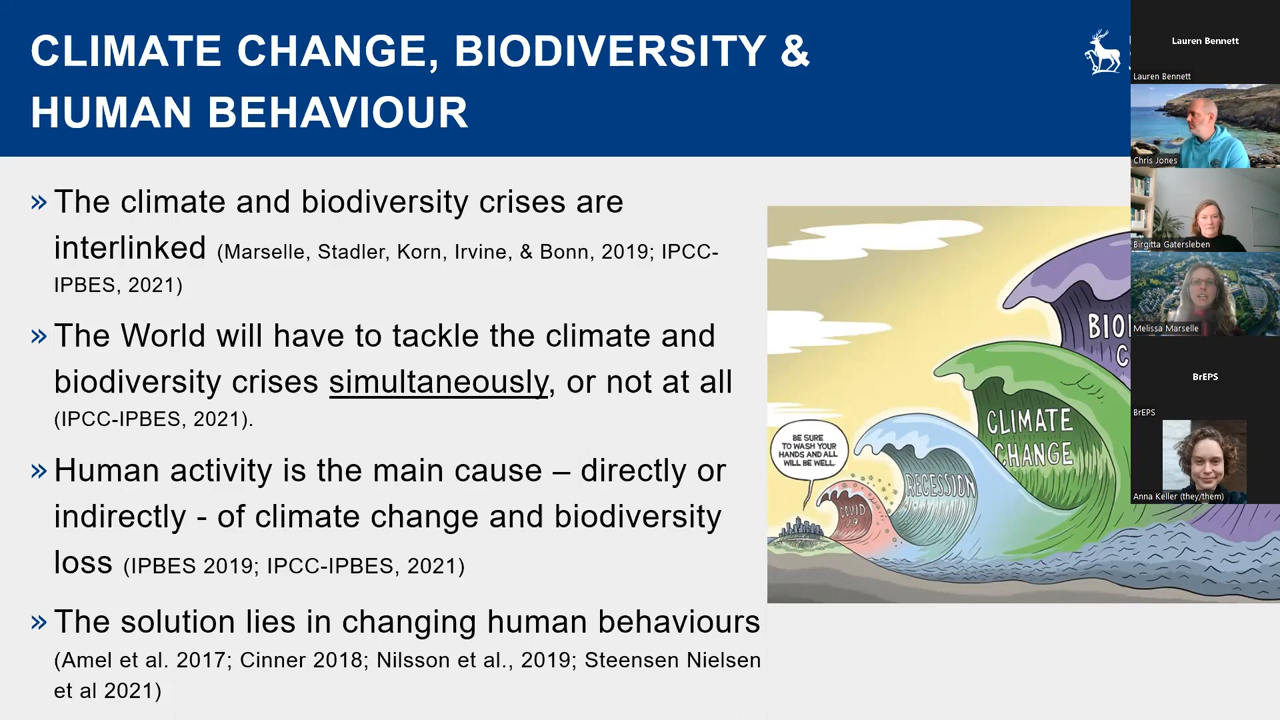 CLIMATE CHANGE, BIODIVERSITY &
HUMAN BEHAVIOUR
» The climate and biodiversity crises are
interlinked (Marselle, Stadler, Korn, Irvine, & Bonn, 2019; IPCC-
IPBES, 2021)
» The World will have to tackle the climate and
biodiversity crises simultaneously, or not at all
(IPCC-IPBES, 2021).
» Human activity is the main cause – directly or
indirectly - of climate change and biodiversity
loss (IPBES 2019; IPCC-IPBES, 2021)
» The solution lies in changing human behaviours
(Amel et al. 2017; Cinner 2018; Nilsson et al., 2019; Steensen Nielsen
et al 2021)
BE SURE
TO WASH YOUR
HANDS AND ALL
WILL BE WELL.
COVID
19
RECESSION
CLIMATE
CHANGE
BIO
C
Lauren Bennett
Lauren Bennett
Chris Jones
Birgitta Gatersleben
Melissa Marselle
BrEPS
BrEPS
Anna Keller (they/them)